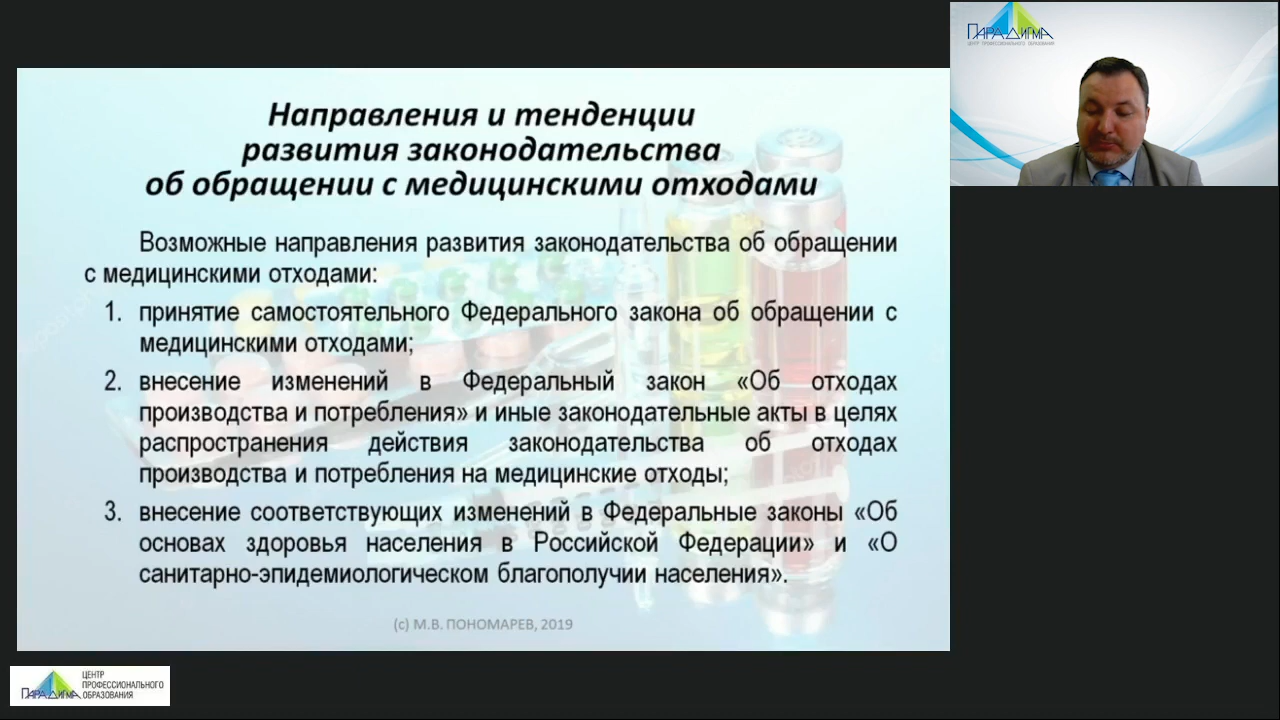 ПАРАДИГМА
ЦЕНТР ПРОФЕССИОНАЛЬНОГО ОБРАЗОВАНИЯ
Направления и тенденции
развития законодательства
об обращении с медицинскими отходами
Возможные направления развития законодательства об обращении
с медицинскими отходами:
1. принятие самостоятельного Федерального закона об обращении с
медицинскими отходами;
2. внесение изменений в Федеральный закон «Об отходах
производства и потребления» и иные законодательные акты в целях
распространения действия законодательства об отходах
производства и потребления на медицинские отходы;
3. внесение соответствующих изменений в Федеральные законы «Об
основах здоровья населения в Российской Федерации» и «О
санитарно-эпидемиологическом благополучии населения».
(с) М.В. ПОНОМАРЕВ, 2019
ПАРАДИГМА
ЦЕНТР
ПРОФЕССИОНАЛЬНОГО
ОБРАЗОВАНИЯ